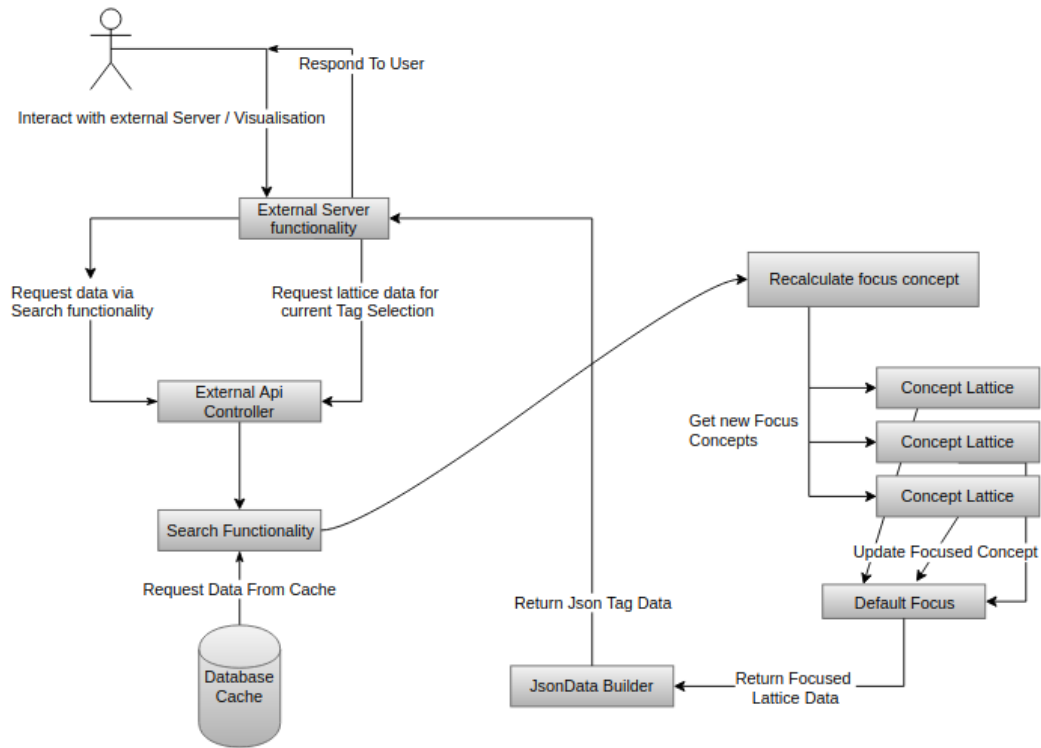 Respond To User
Interact with external Server / Visualisation
External Server
functionality
Request data via
Search functionality
Request lattice data for
current Tag Selection
External Api
Controller
Search Functionality
Request Data From Cache
Database
Cache
Recalculate focus concept
Get new Focus
Concepts
Concept Lattice
Concept Lattice
Concept Lattice
Update Focused Concept
Default Focus
Return Focused
Lattice Data
JsonData Builder
Return Json Tag Data